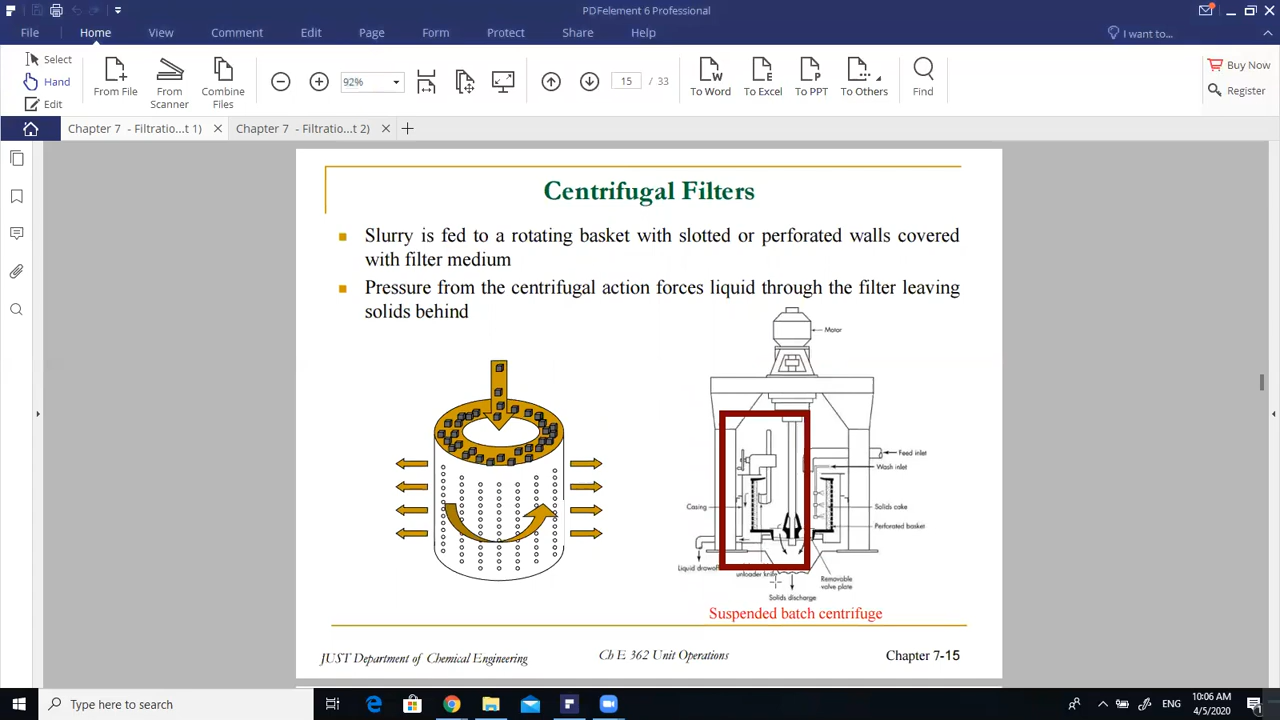 PDFelement 6 Professional
File Home View Comment Edit Page Form Protect Share Help I want to...
Select
Hand
Edit
From File
From Scanner
Combine Files
92%
15 / 33
To Word
To Excel
To PPT
To Others
Find
Buy Now
Register
Chapter 7 - Filtratio...t 1)
Chapter 7 - Filtratio...t 2)
Centrifugal Filters
Slurry is fed to a rotating basket with slotted or perforated walls covered
with filter medium
Pressure from the centrifugal action forces liquid through the filter leaving
solids behind
Motor
Feed inlet
Wash inlet
Casing
Solids cake
Perforated basket
Liquid drawoff
unloader knife
Removable
valve plate
Solids discharge
Suspended batch centrifuge
JUST Department of Chemical Engineering
Ch E 362 Unit Operations
Chapter 7-15
Type here to search
ENG
10:06 AM
4/5/2020